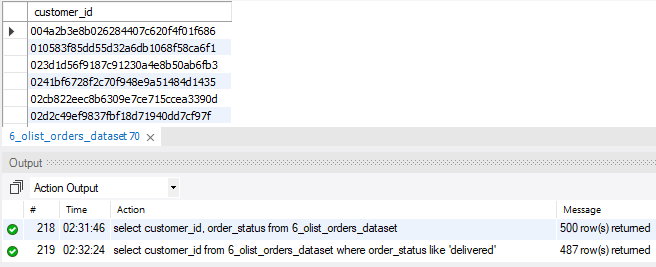 customer_id
004a2b3e8b026284407c620f4f01f686
010583f85dd55d32a6db1068f58ca6f1
023d1d56f9187c91230a4e8b50ab6fb3
0241bf6728f2c70f948e9a51484d1435
02cb822eec8b6309e7ce715ccea3390d
02d2c49ef9837fbf18d71940dd7cf97f
6_olist_orders_dataset 70
Output
Action Output
# Time Action Message
218 02:31:46 select customer_id, order_status from 6_olist_orders_dataset 500 row(s) returned
219 02:32:24 select customer_id from 6_olist_orders_dataset where order_status like 'delivered' 487 row(s) returned